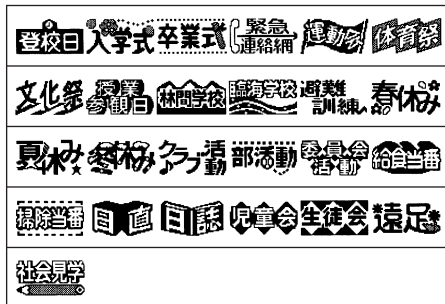 登校日 入学式 卒業式 緊急連絡網 運動会 体育祭
文化祭 授業参観日 林間学校 臨海学校 避難訓練 春休み
夏休み 冬休み クラブ活動 部活動 委員会活動 給食当番
掃除当番 日直 日誌 児童会 生徒会 遠足
社会見学